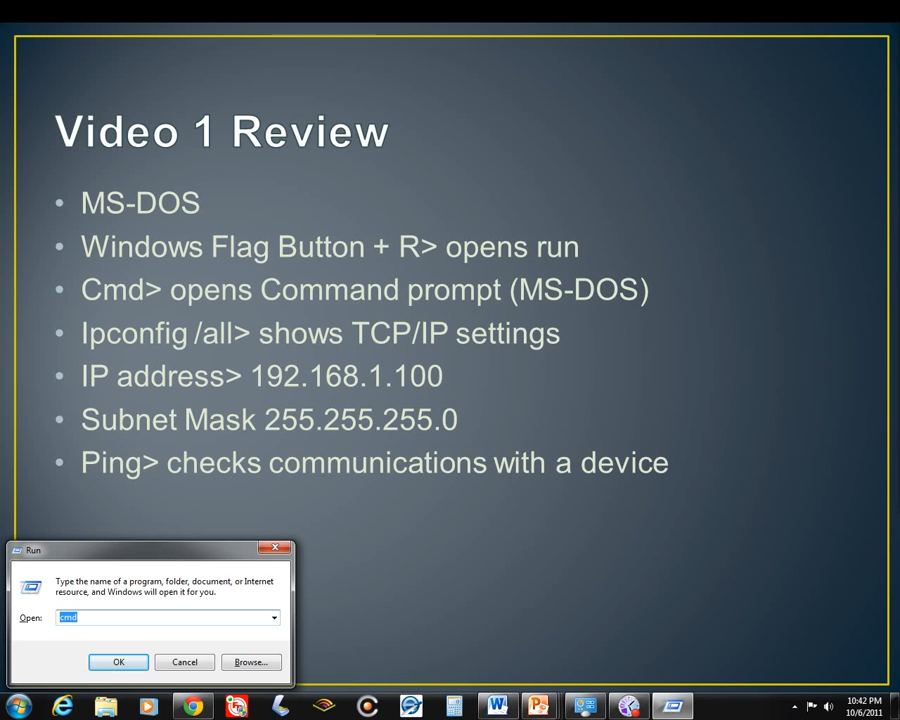 Video 1 Review
• MS-DOS
• Windows Flag Button + R> opens run
• Cmd> opens Command prompt (MS-DOS)
• Ipconfig /all> shows TCP/IP settings
• IP address> 192.168.1.100
• Subnet Mask 255.255.255.0
• Ping> checks communications with a device
Run
Type the name of a program, folder, document, or Internet
resource, and Windows will open it for you.
Open: cmd
OK Cancel Browse...
10:42 PM
10/6/2011